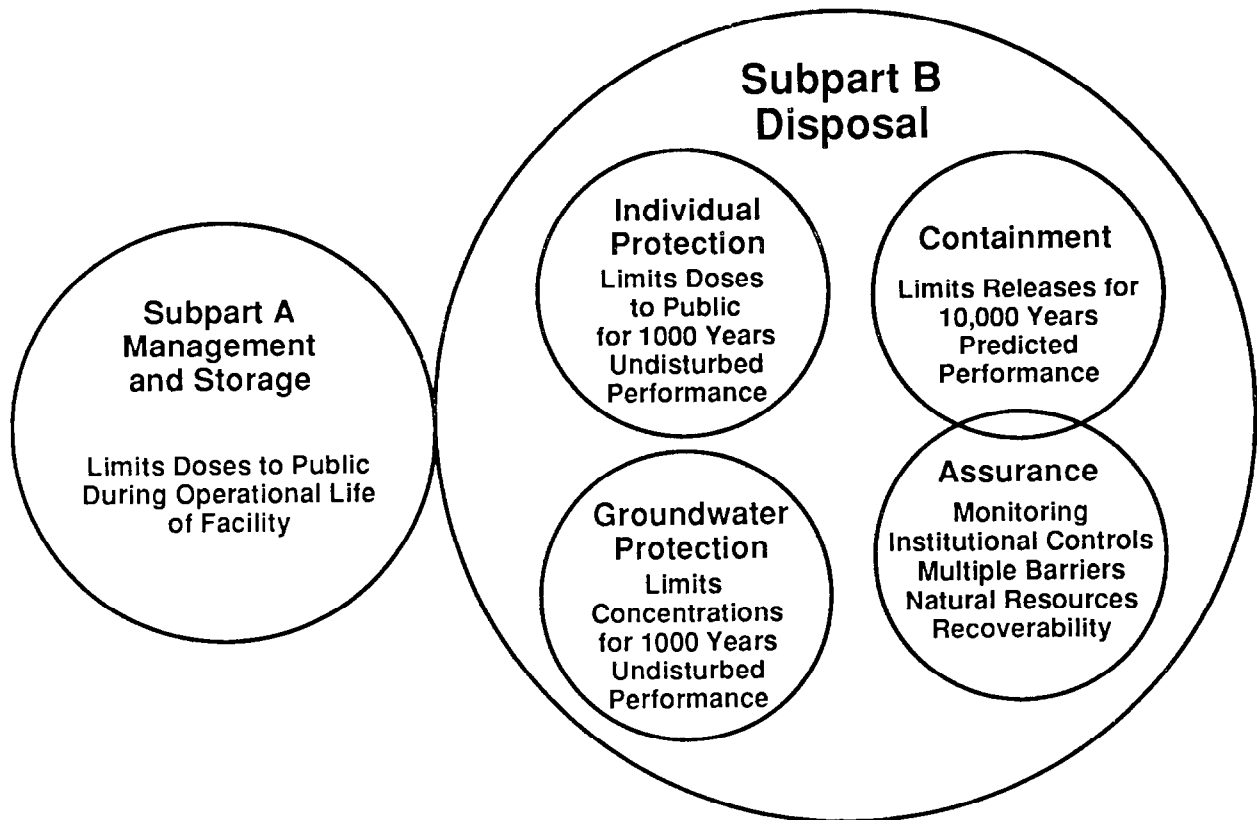 Subpart A
Management
and Storage
Limits Doses to Public
During Operational Life
of Facility
Subpart B
Disposal
Individual
Protection
Limits Doses
to Public
for 1000 Years
Undisturbed
Performance
Containment
Limits Releases for
10,000 Years
Predicted
Performance
Groundwater
Protection
Limits
Concentrations
for 1000 Years
Undisturbed
Performance
Assurance
Monitoring
Institutional Controls
Multiple Barriers
Natural Resources
Recoverability